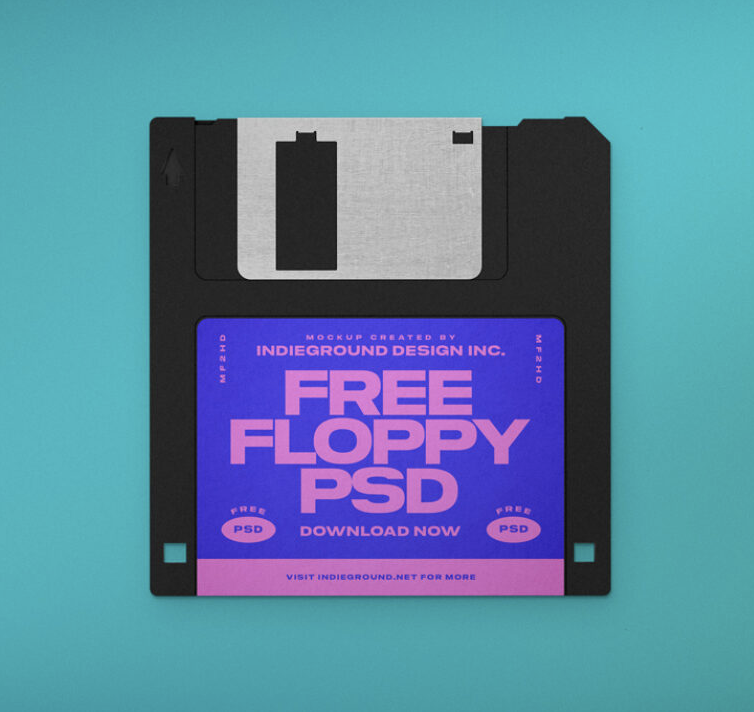 MOCKUP CREATED BY
INDIEGROUND DESIGN INC.
MF2HD
MF2HD
FREE
FLOPPY
PSD
FREE
PSD
DOWNLOAD NOW
FREE
PSD
VISIT INDIEGROUND.NET FOR MORE